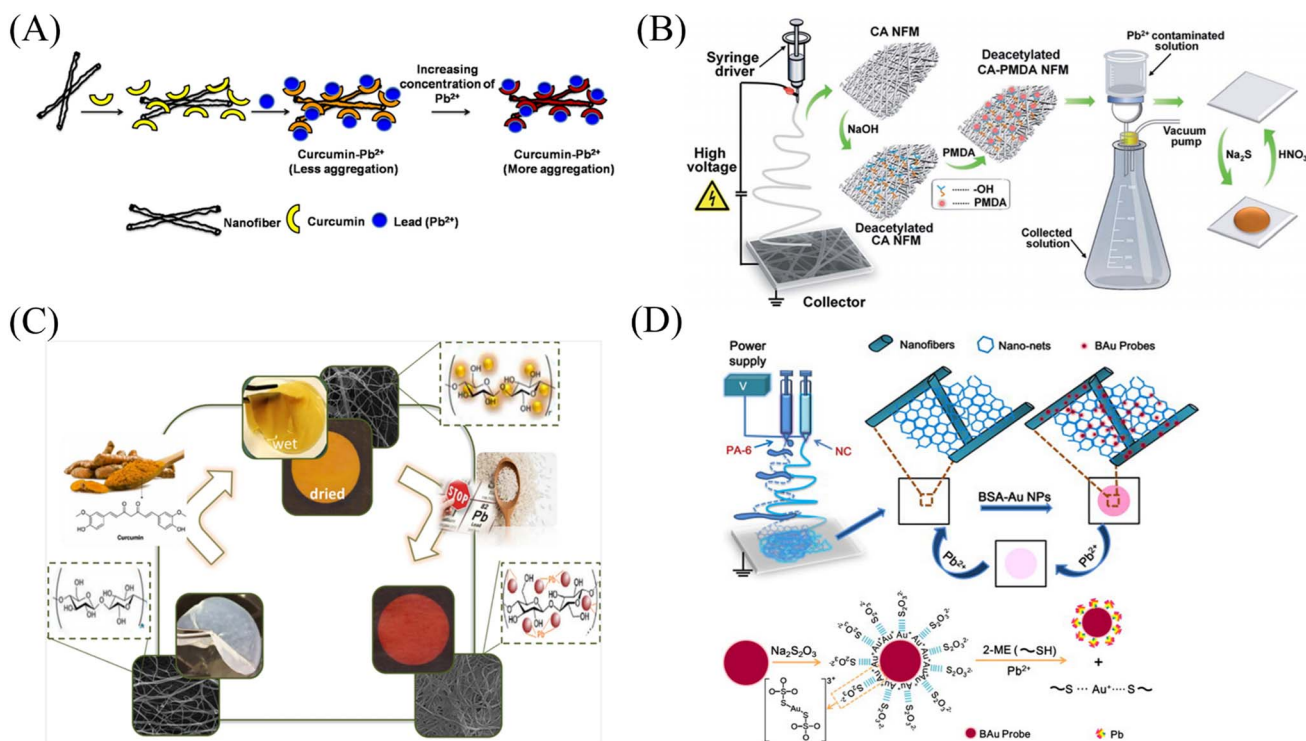 (A)
Increasing
concentration of
Pb²⁺
Curcumin-Pb²⁺
(Less aggregation)
Curcumin-Pb²⁺
(More aggregation)
Nanofiber
Curcumin
Lead (Pb²⁺)
(B)
Syringe
driver
CA NFM
Deacetylated
CA-PMDA NFM
Pb²⁺ contaminated
solution
NaOH
High
voltage
PMDA
-OH
PMDA
Deacetylated
CA NFM
Vacuum
pump
Na₂S
HNO₃
Collected
solution
Collector
(C)
wet
dried
STOP
82
Pb
Lead
Curcumin
(D)
Power
supply
V
PA-6
NC
Nanofibers
Nano-nets
BAu Probes
BSA-Au NPs
Pb²⁺
Pb²⁺
Na₂S₂O₃
2-ME (~SH)
Pb²⁺
+
~S ··· Au⁺ ···· S~
BAu Probe
Pb